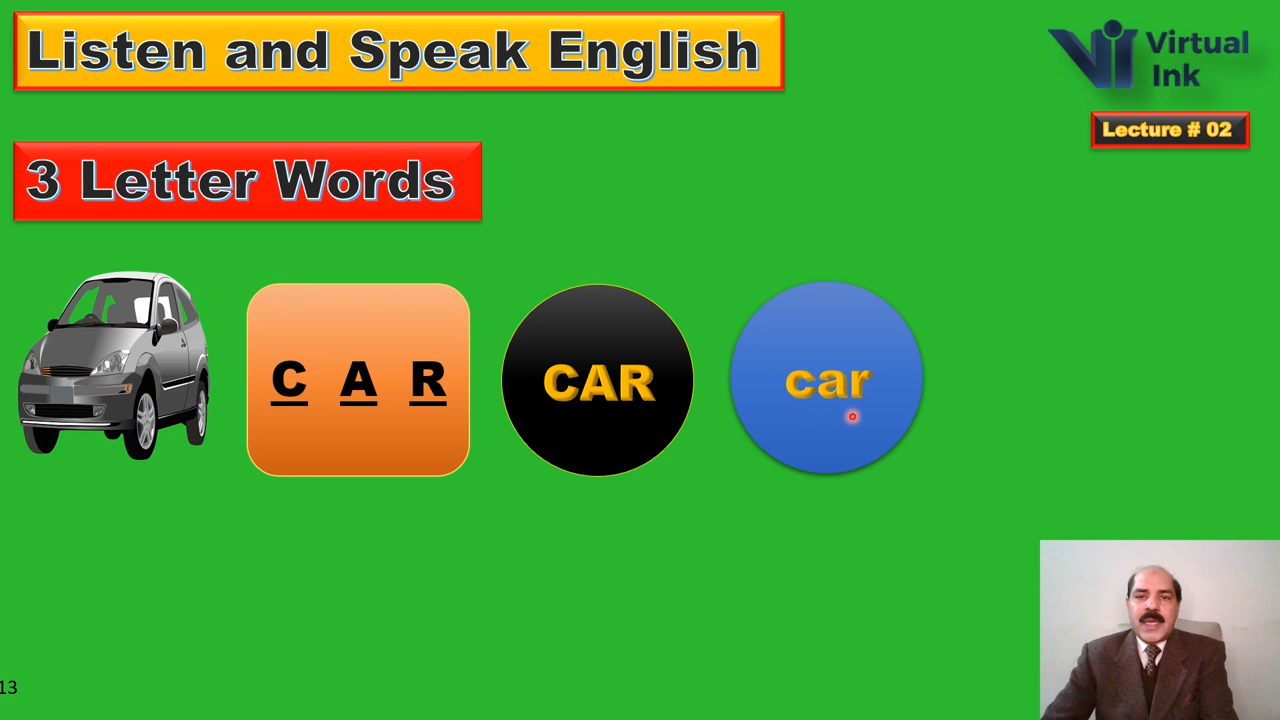 Listen and Speak English
Virtual
Ink
Lecture # 02
3 Letter Words
C A R
CAR
car
13